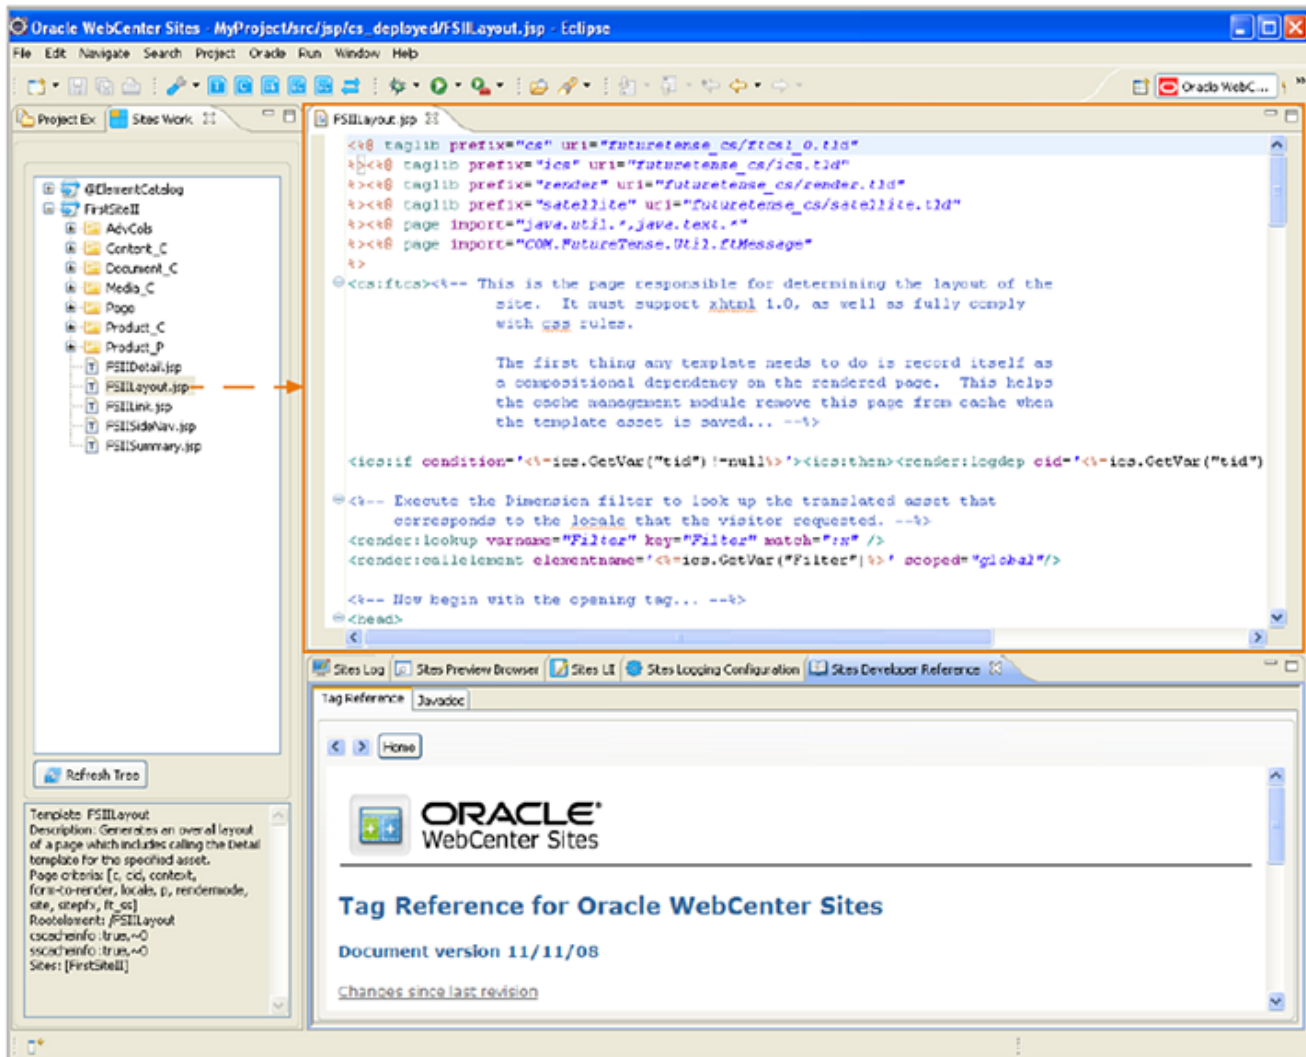 Oracle WebCenter Sites - MyProject/src/jsp/cs_deployed/FSIILayout.jsp - Eclipse
File Edit Navigate Search Project Oracle Run Window Help
Oracle WebC...
Project Ex Sites Work
FSIILayout.jsp
@ElementCatalog
FirstSiteII
AdvCols
Content_C
Document_C
Media_C
Page
Product_C
Product_P
FSIIDetail.jsp
FSIILayout.jsp
FSIILink.jsp
FSIISideNav.jsp
FSIISummary.jsp
Refresh Tree
Template FSIILayout
Description: Generates an overall layout
of a page which includes calling the Detail
template for the specified asset.
Page criteria: [c, cid, context,
form-to-render, locale, p, rendermode,
site, sitepfx, ft_ss]
Rootelement: /FSIILayout
cscacheinfo :true,~0
sscacheinfo :true,~0
Sites: [FirstSiteII]
<%@ taglib prefix="cs" uri="futuretense_cs/ftcs1_0.tld"
%><%@ taglib prefix="ics" uri="futuretense_cs/ics.tld"
%><%@ taglib prefix="render" uri="futuretense_cs/render.tld"
%><%@ taglib prefix="satellite" uri="futuretense_cs/satellite.tld"
%><%@ page import="java.util.*,java.text.*"
%><%@ page import="COM.FutureTense.Util.ftMessage"
%>
<cs:ftcs><%-- This is the page responsible for determining the layout of the
site. It must support xhtml 1.0, as well as fully comply
with css rules.
The first thing any template needs to do is record itself as
a compositional dependency on the rendered page. This helps
the cache management module remove this page from cache when
the template asset is saved... --%>
<ics:if condition='<%=ics.GetVar("tid")!=null%>'><ics:then><render:logdep cid='<%=ics.GetVar("tid")
<%-- Execute the Dimension filter to look up the translated asset that
corresponds to the locale that the visitor requested. --%>
<render:lookup varname="Filter" key="Filter" match=":x" />
<render:callelement elementname='<%=ics.GetVar("Filter")%>' scoped="global"/>
<%-- Now begin with the opening tag... --%>
<head>
Sites Log Sites Preview Browser Sites UI Sites Logging Configuration Sites Developer Reference
Tag Reference Javadoc
Home
ORACLE
WebCenter Sites
Tag Reference for Oracle WebCenter Sites
Document version 11/11/08
Changes since last revision